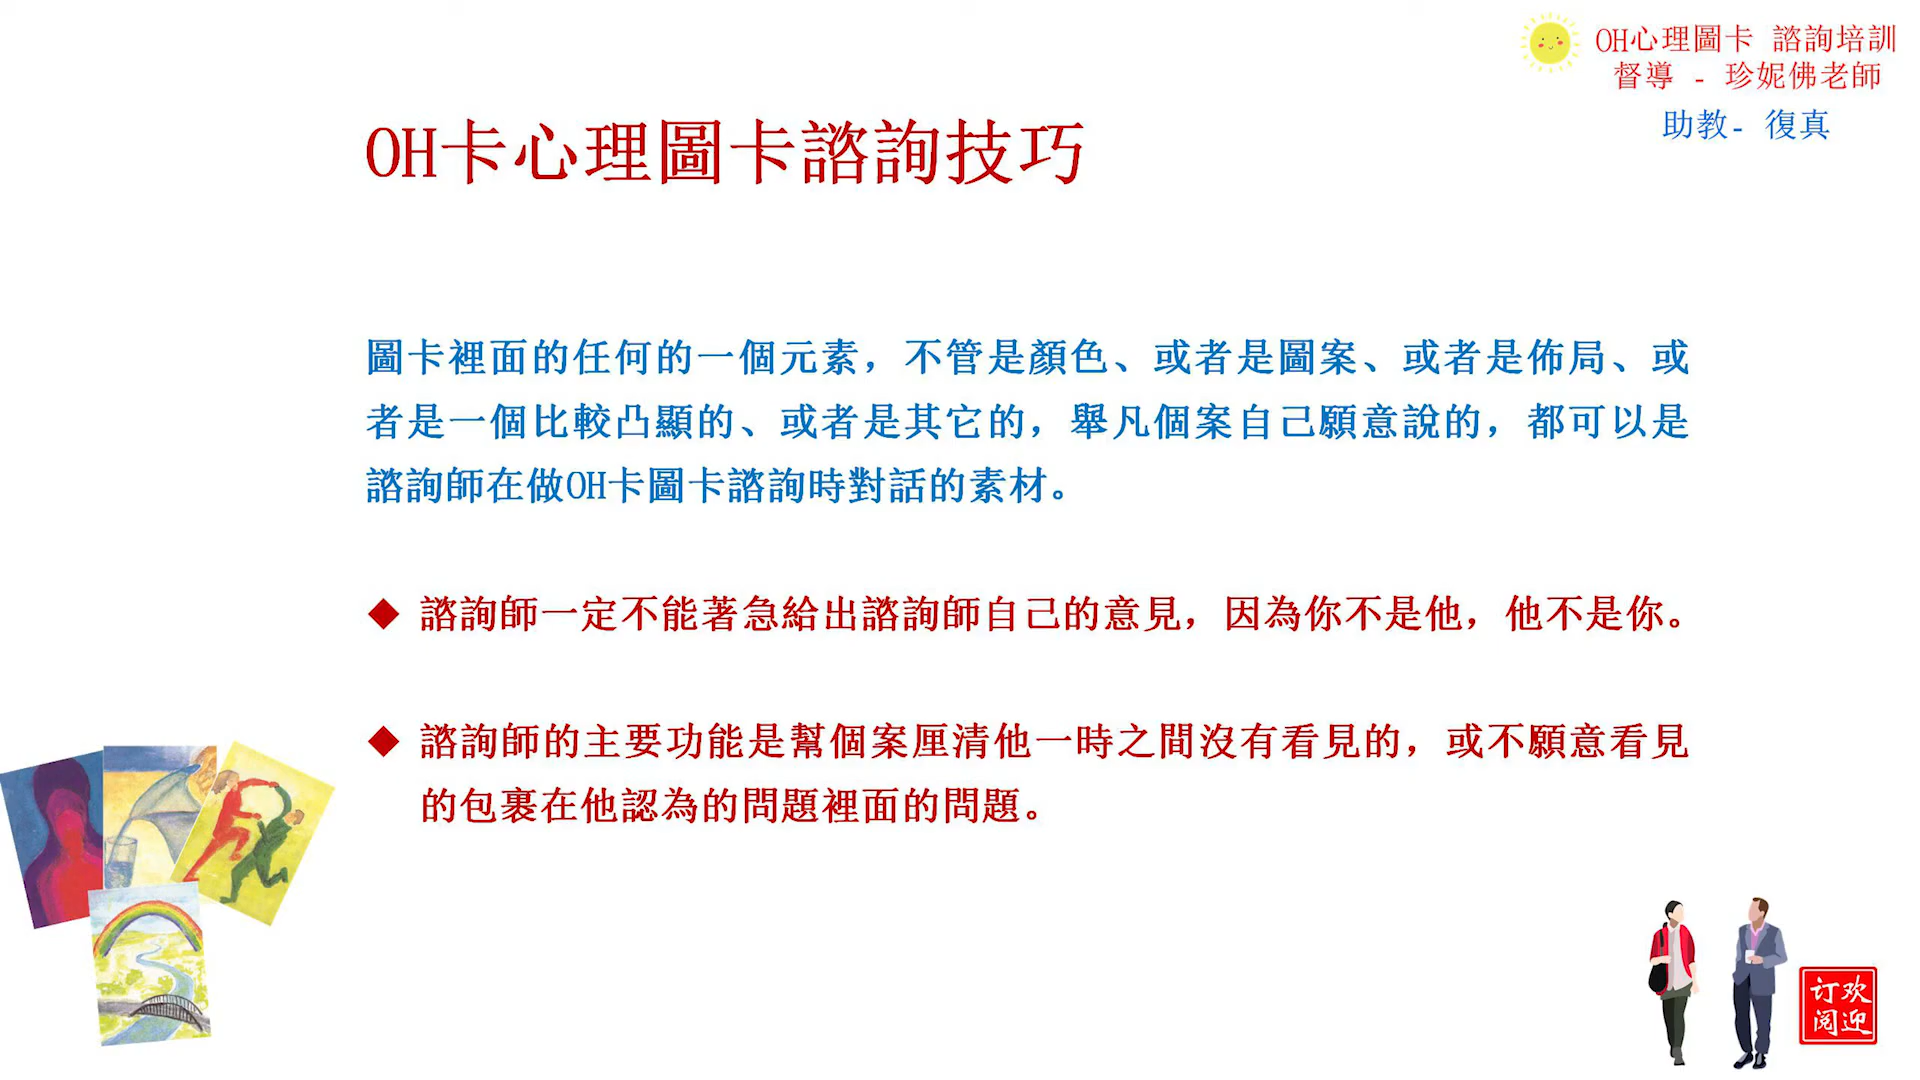 OH心理圖卡 諮詢培訓
督導 - 珍妮佛老師
助教- 復真
OH卡心理圖卡諮詢技巧
圖卡裡面的任何的一個元素，不管是顏色、或者是圖案、或者是佈局、或
者是一個比較凸顯的、或者是其它的，舉凡個案自己願意說的，都可以是
諮詢師在做OH卡圖卡諮詢時對話的素材。
◆ 諮詢師一定不能著急給出諮詢師自己的意見，因為你不是他，他不是你。
◆ 諮詢師的主要功能是幫個案厘清他一時之間沒有看見的，或不願意看見
的包裹在他認為的問題裡面的問題。
欢迎
订阅